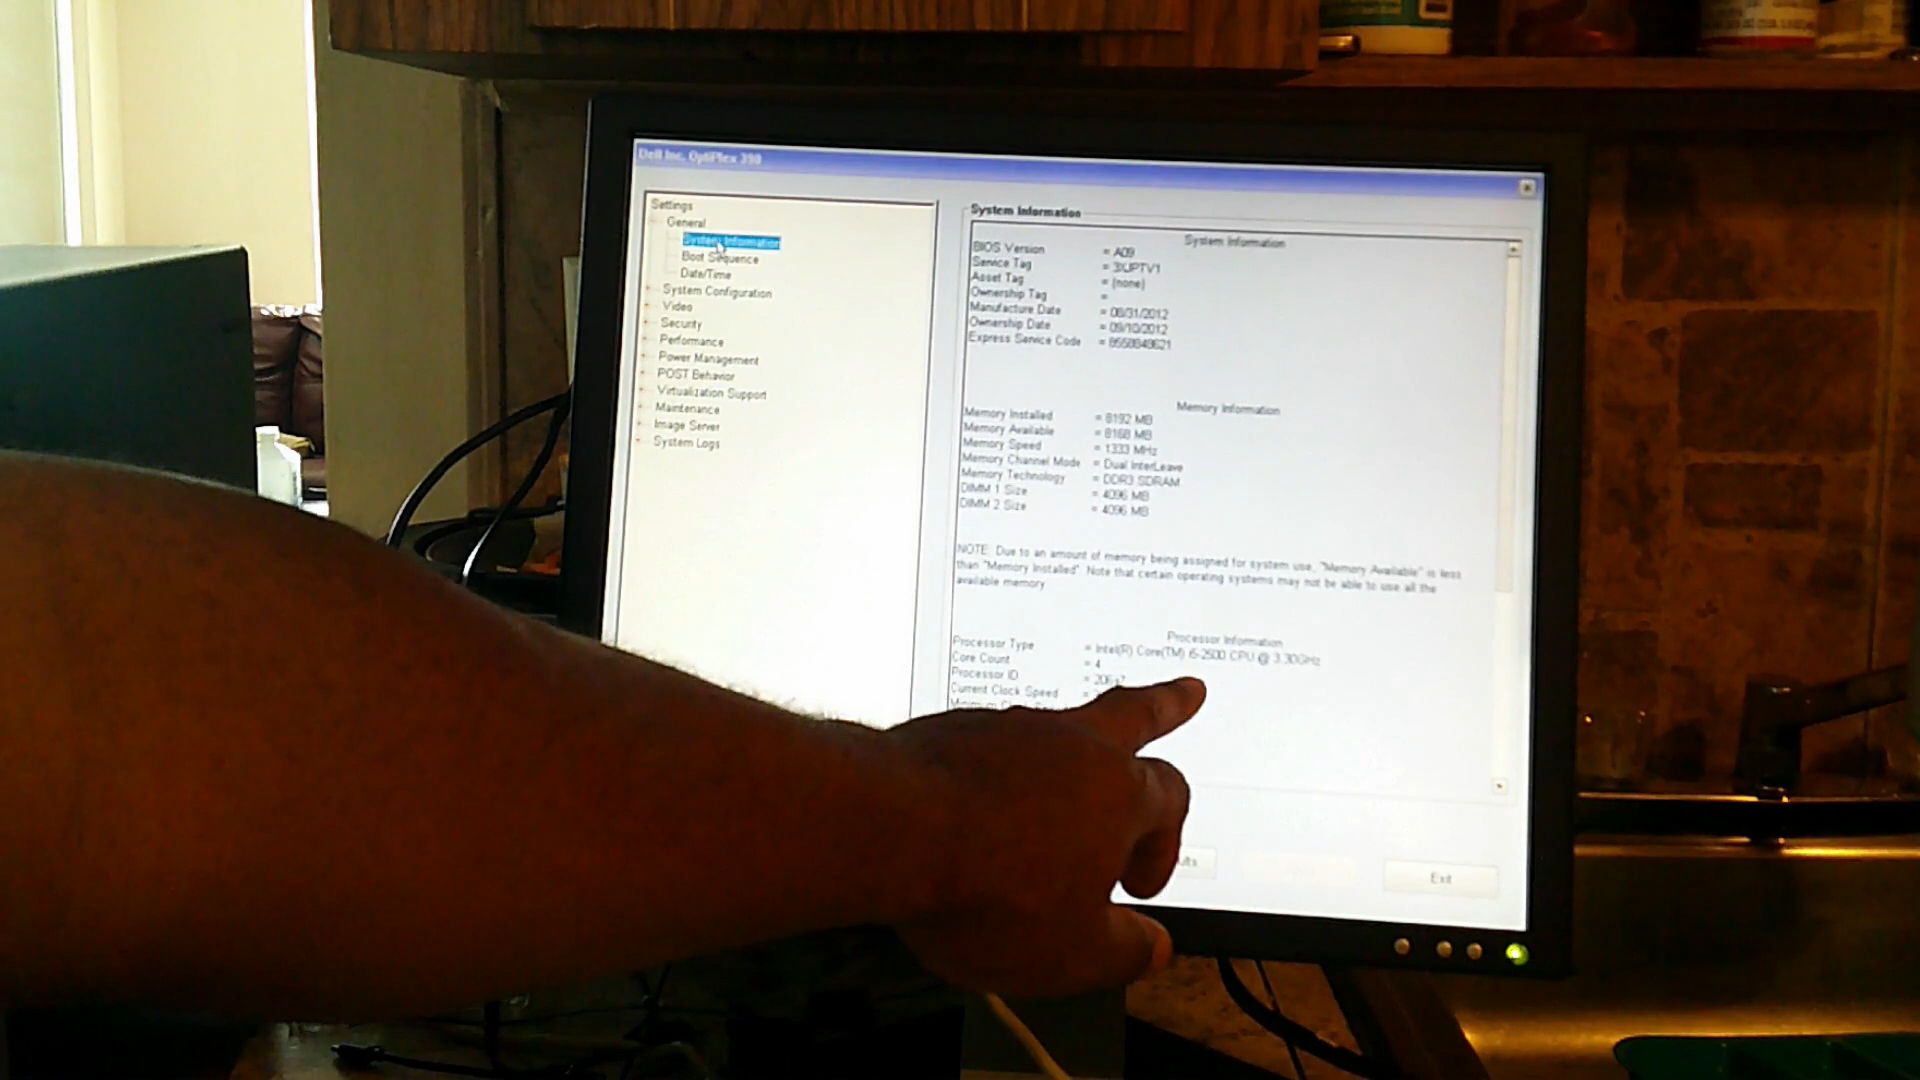 Dell Inc. OptiPlex 390
Settings
General
System Information
Boot Sequence
Date/Time
System Configuration
Video
Security
Performance
Power Management
POST Behavior
Virtualization Support
Maintenance
Image Server
System Logs
System Information
System Information
BIOS Version = A09
Service Tag
Asset Tag = (none)
Ownership Tag =
Manufacture Date = 08/31/2012
Ownership Date = 09/10/2012
Express Service Code = 8558848621
Memory Information
Memory Installed = 8192 MB
Memory Available = 8168 MB
Memory Speed = 1333 MHz
Memory Channel Mode = Dual InterLeave
Memory Technology = DDR3 SDRAM
DIMM 1 Size = 4096 MB
DIMM 2 Size = 4096 MB
NOTE: Due to an amount of memory being assigned for system use, "Memory Available" is less
than "Memory Installed". Note that certain operating systems may not be able to use all the
available memory
Processor Information
Processor Type = Intel(R) Core(TM) i5-2500 CPU @ 3.30GHz
Core Count = 4
Processor ID = 206a7
Current Clock Speed =
Exit